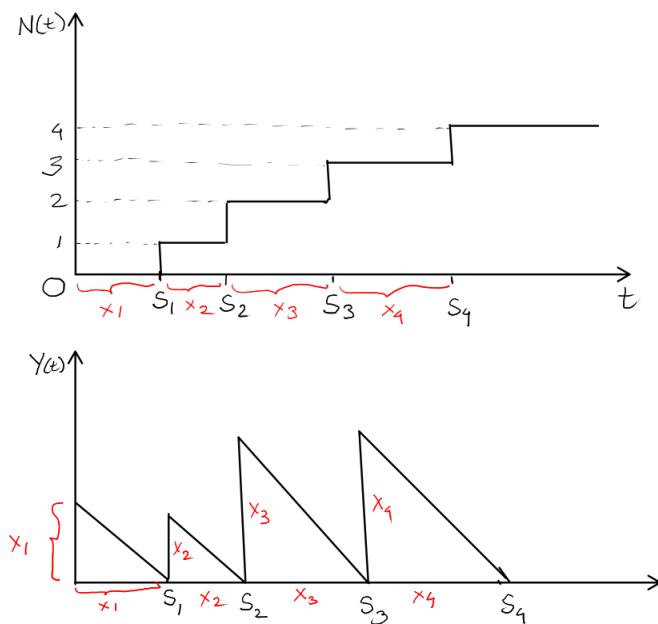 N(t)
4
3
2
1
O
S1 S2 S3 S4 t
x1 x2 x3 x4
Y(t)
x1
x2
x3
x4
x1 S1 x2 S2 x3 S3 x4 S4